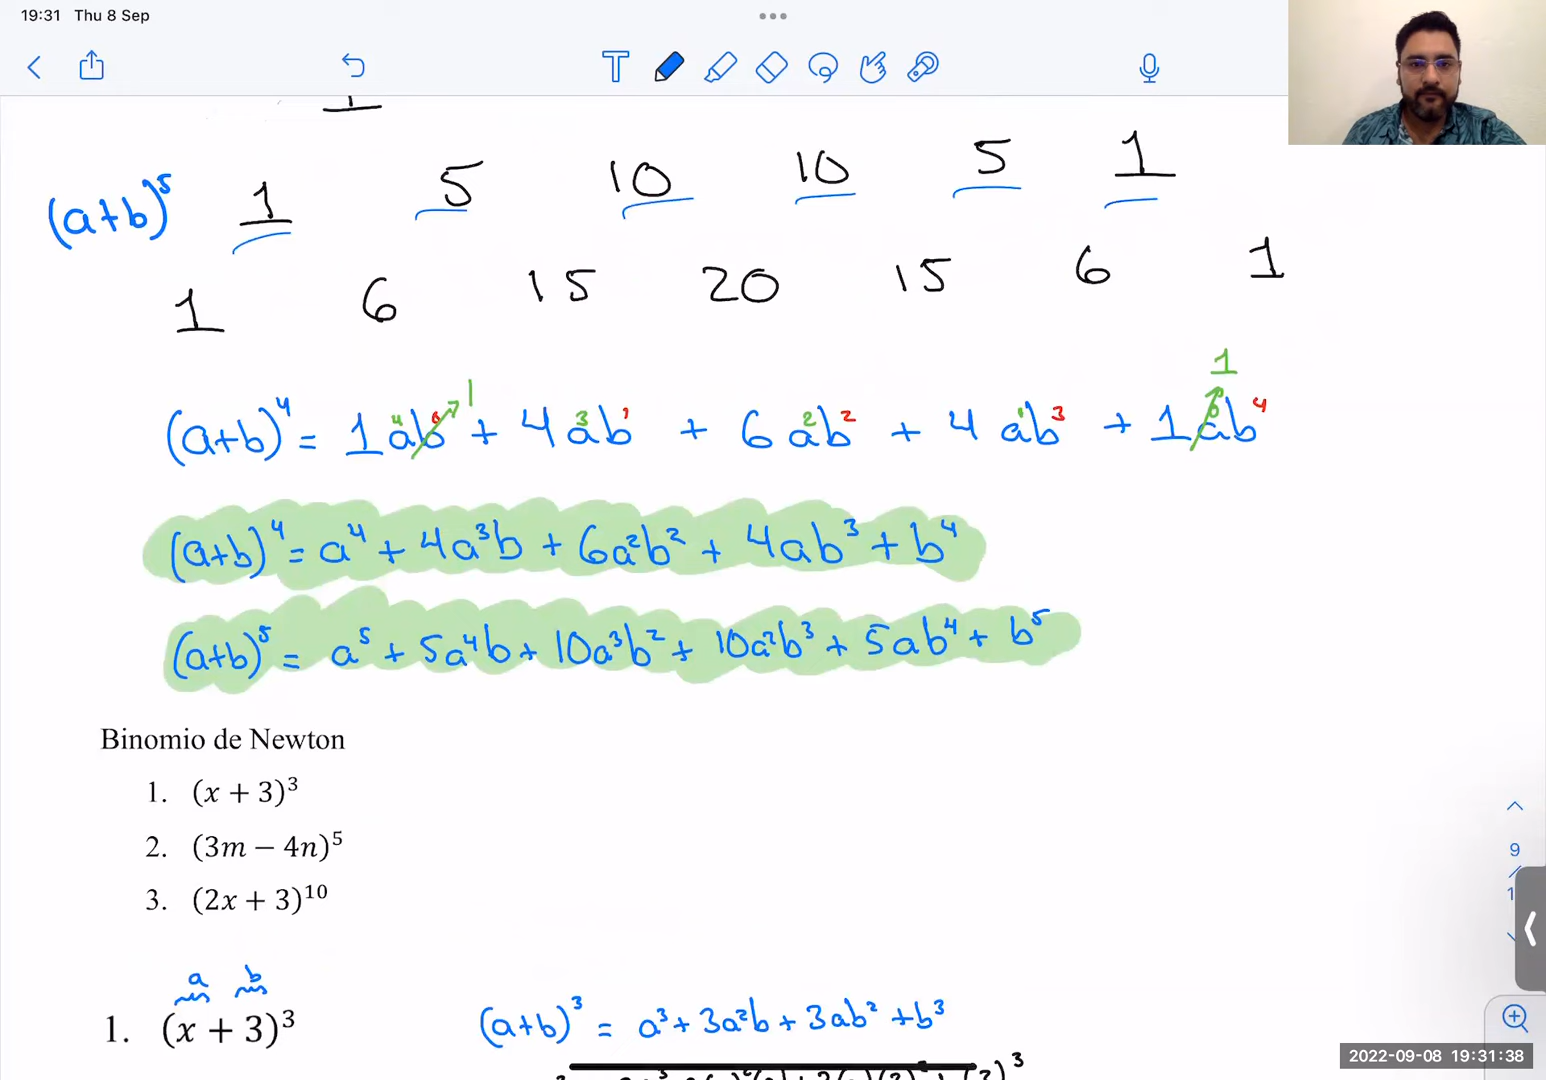 19:31 Thu 8 Sep
1
(a+b)⁵ 1 5 10 10 5 1
1 6 15 20 15 6 1
1 1
(a+b)⁴ = 1a⁴b⁰ + 4a³b¹ + 6a²b² + 4a¹b³ + 1a⁰b⁴
(a+b)⁴ = a⁴ + 4a³b + 6a²b² + 4ab³ + b⁴
(a+b)⁵ = a⁵ + 5a⁴b + 10a³b² + 10a²b³ + 5ab⁴ + b⁵
Binomio de Newton
1. (x + 3)³
2. (3m − 4n)⁵
3. (2x + 3)¹⁰
9
a b
1. (x + 3)³ (a+b)³ = a³ + 3a²b + 3ab² + b³
2022-09-08 19:31:38